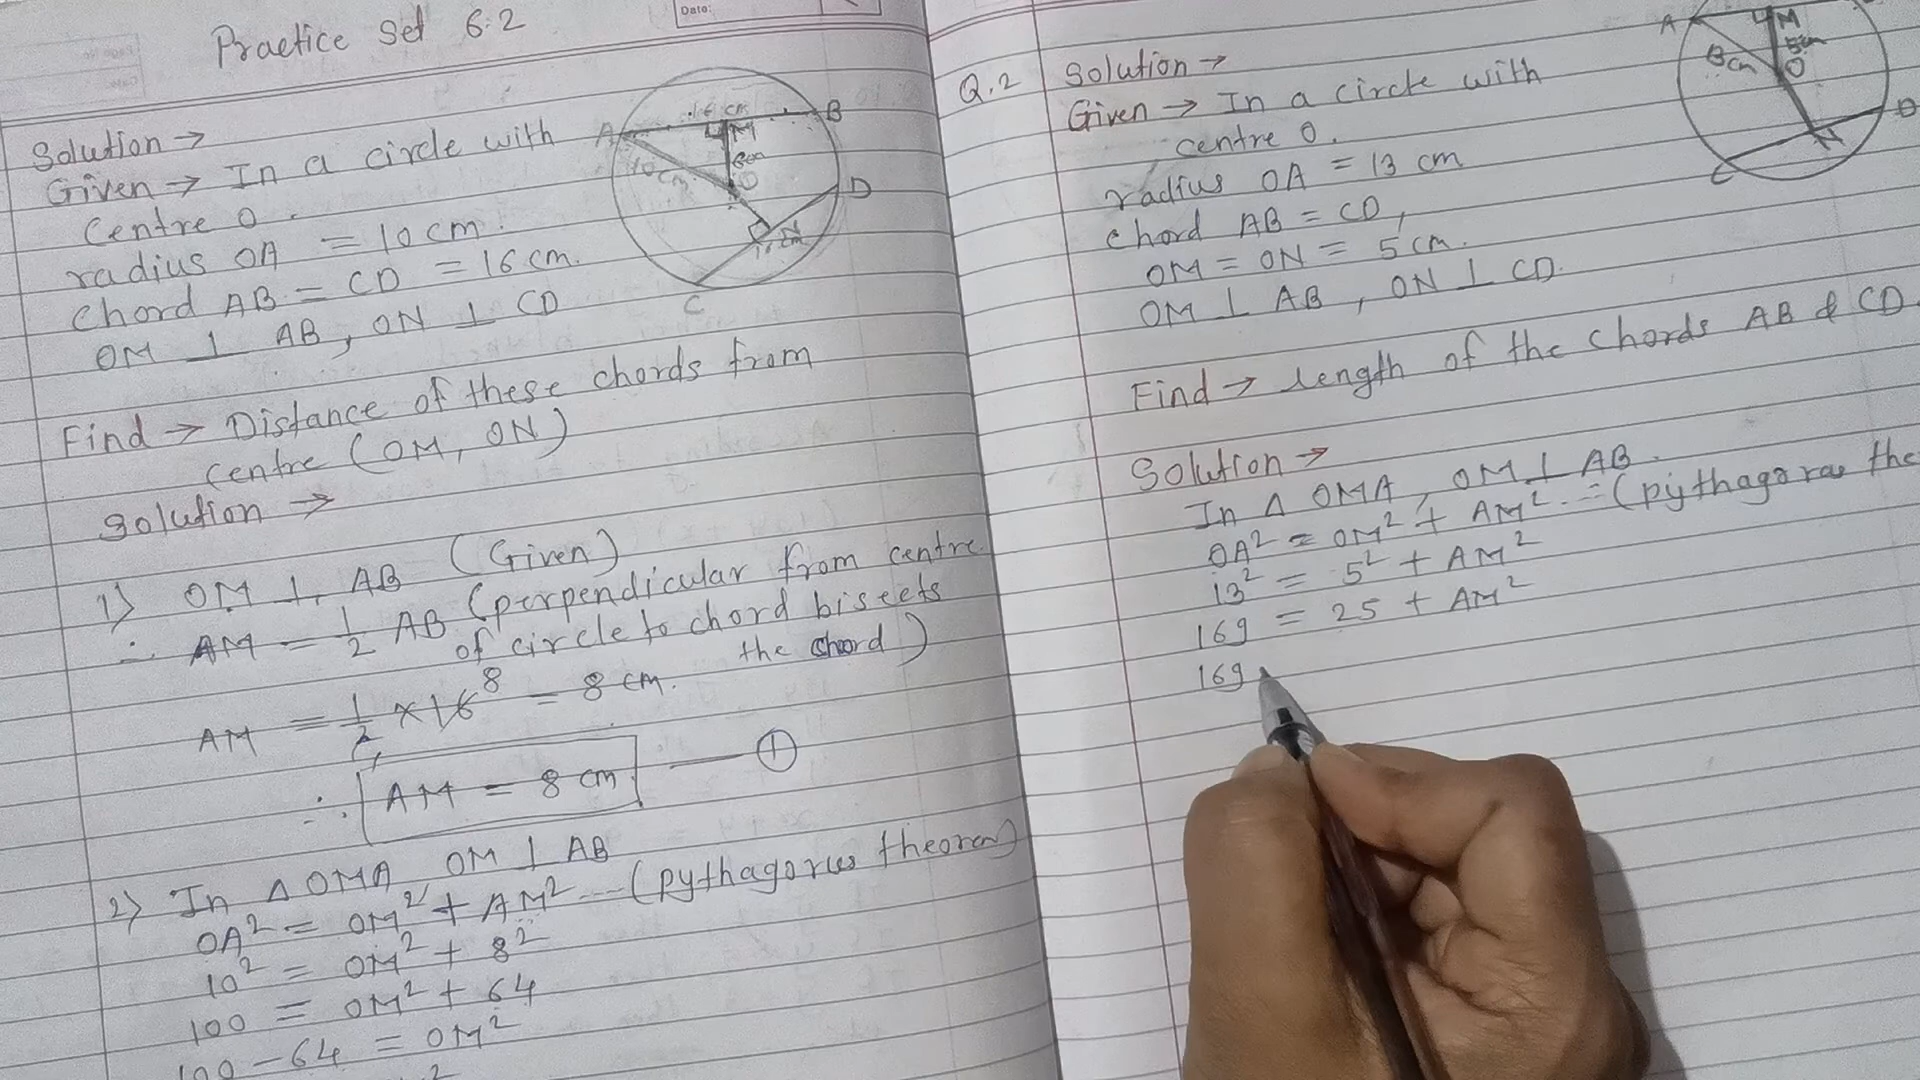 Practice Set 6.2
Date:
Solution →
Given → In a circle with
Centre O.
radius OA = 10cm.
Chord AB = CD = 16cm.
OM ⊥ AB, ON ⊥ CD
Find → Distance of these chords from
centre (OM, ON)
Solution →
1) OM ⊥ AB (Given)
∴ AM = 1/2 AB (perpendicular from centre
of circle to chord bisects
the chord)
AM = 1/2 × 16 8 = 8 cm.
∴ AM = 8 cm — ①
2) In Δ OMA OM ⊥ AB
OA² = OM² + AM² -- (pythagorus theorem)
10² = OM² + 8²
100 = OM² + 64
100 - 64 = OM²
A
16 cm
B
M
10 cm
O
D
N
C
Q.2 Solution →
Given → In a circle with
centre O.
radius OA = 13 cm
chord AB = CD,
OM = ON = 5 cm.
OM ⊥ AB, ON ⊥ CD.
Find → length of the chords AB & CD.
Solution →
In Δ OMA, OM ⊥ AB.
OA² = OM² + AM² -- (pythagorus the
13² = 5² + AM²
169 = 25 + AM²
169
A
M
5cm
O
D
N
C